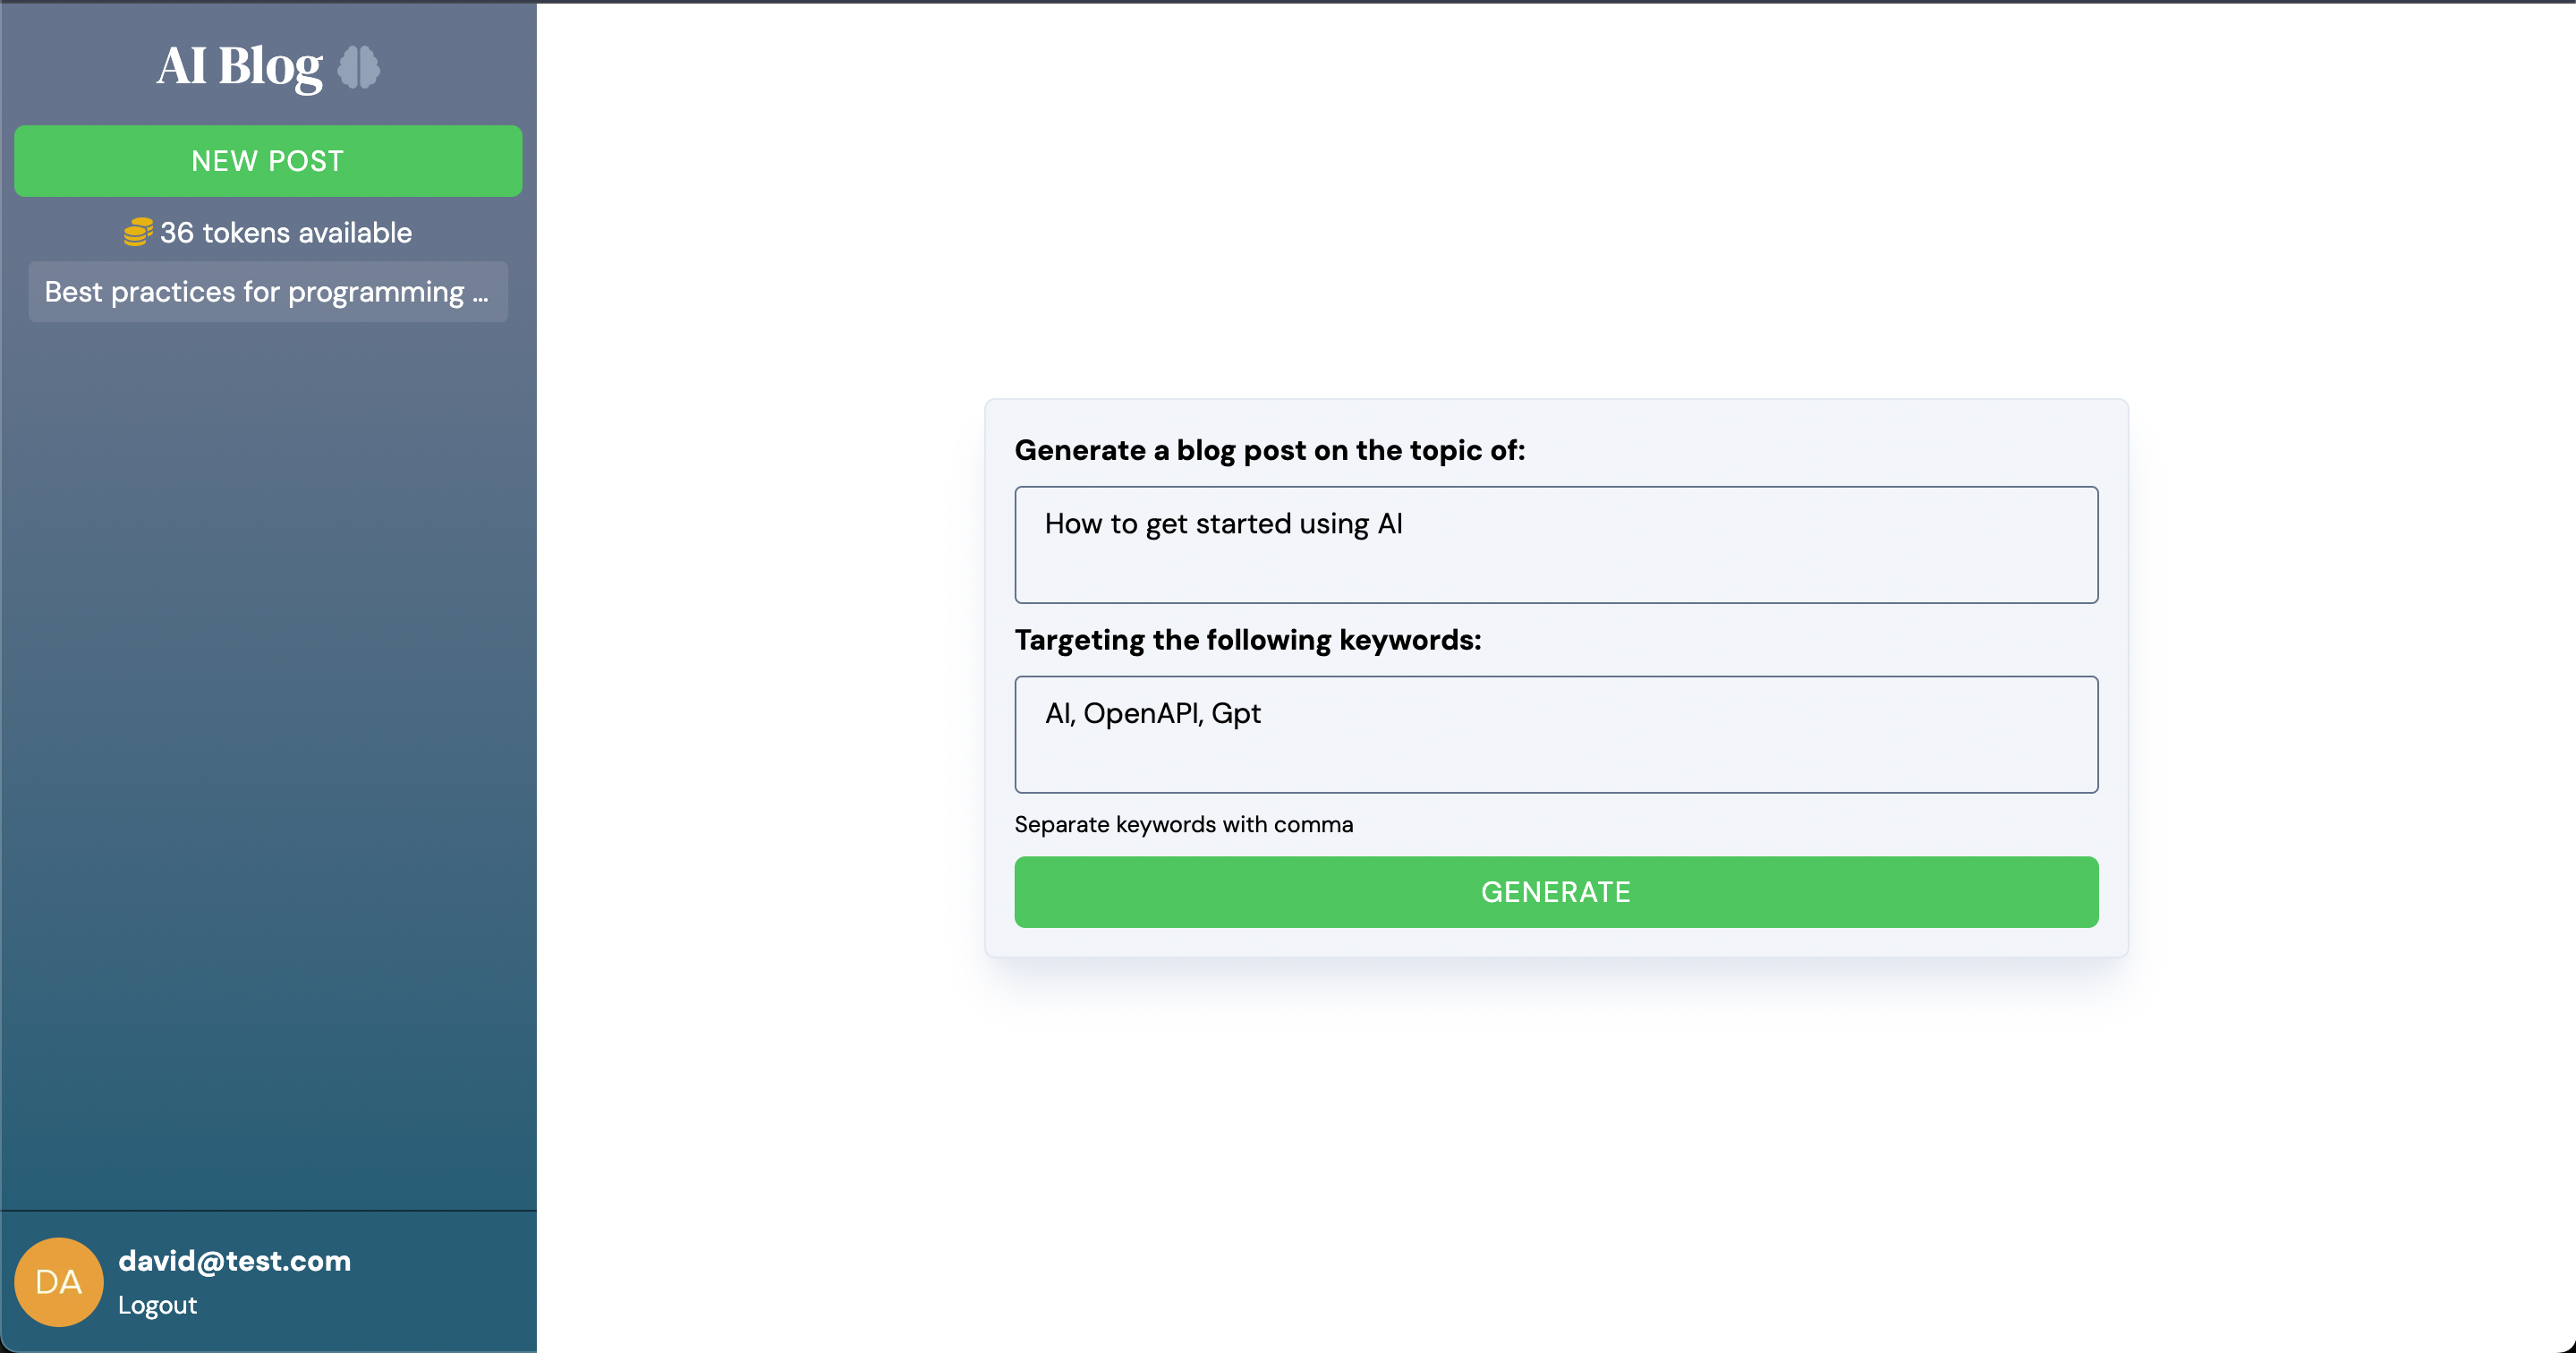 AI Blog
NEW POST
36 tokens available
Best practices for programming ...
Generate a blog post on the topic of:
How to get started using AI
Targeting the following keywords:
AI, OpenAPI, Gpt
Separate keywords with comma
GENERATE
DA
david@test.com
Logout